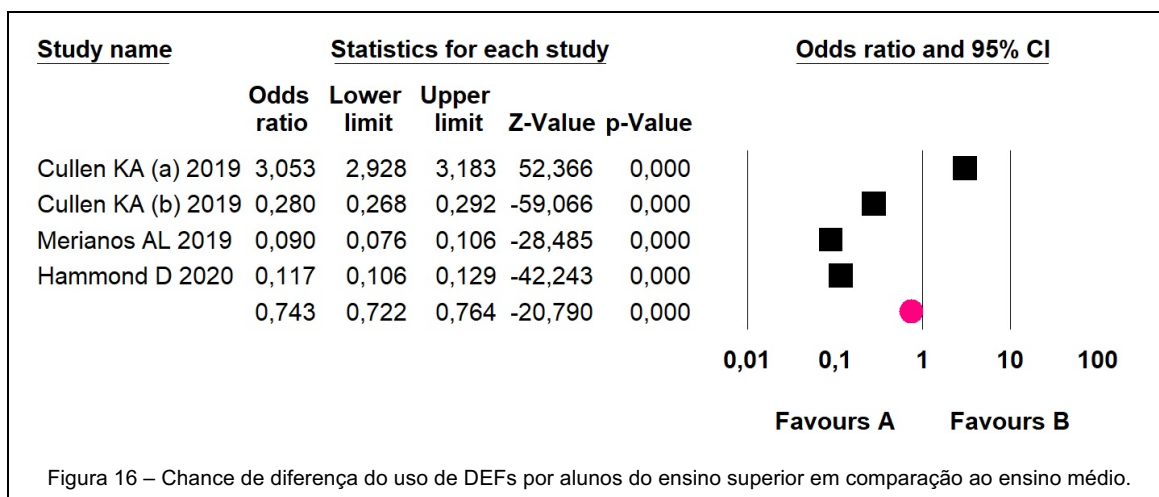 Study name Statistics for each study Odds ratio and 95% CI
Odds Lower Upper
ratio limit limit Z-Value p-Value
Cullen KA (a) 2019 3,053 2,928 3,183 52,366 0,000
Cullen KA (b) 2019 0,280 0,268 0,292 -59,066 0,000
Merianos AL 2019 0,090 0,076 0,106 -28,485 0,000
Hammond D 2020 0,117 0,106 0,129 -42,243 0,000
0,743 0,722 0,764 -20,790 0,000
0,01 0,1 1 10 100
Favours A Favours B
Figura 16 – Chance de diferença do uso de DEFs por alunos do ensino superior em comparação ao ensino médio.